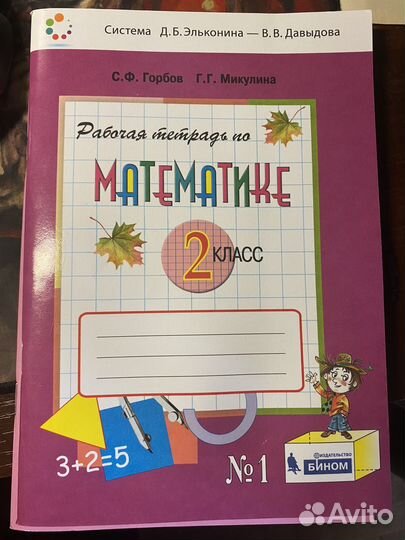 Система Д.Б.Эльконина — В.В.Давыдова
С.Ф. Горбов Г.Г. Микулина
Рабочая тетрадь по
МАТЕМАТИКЕ
2 КЛАСС
3+2=5
№1
ИЗДАТЕЛЬСТВО
БИНОМ
Avito